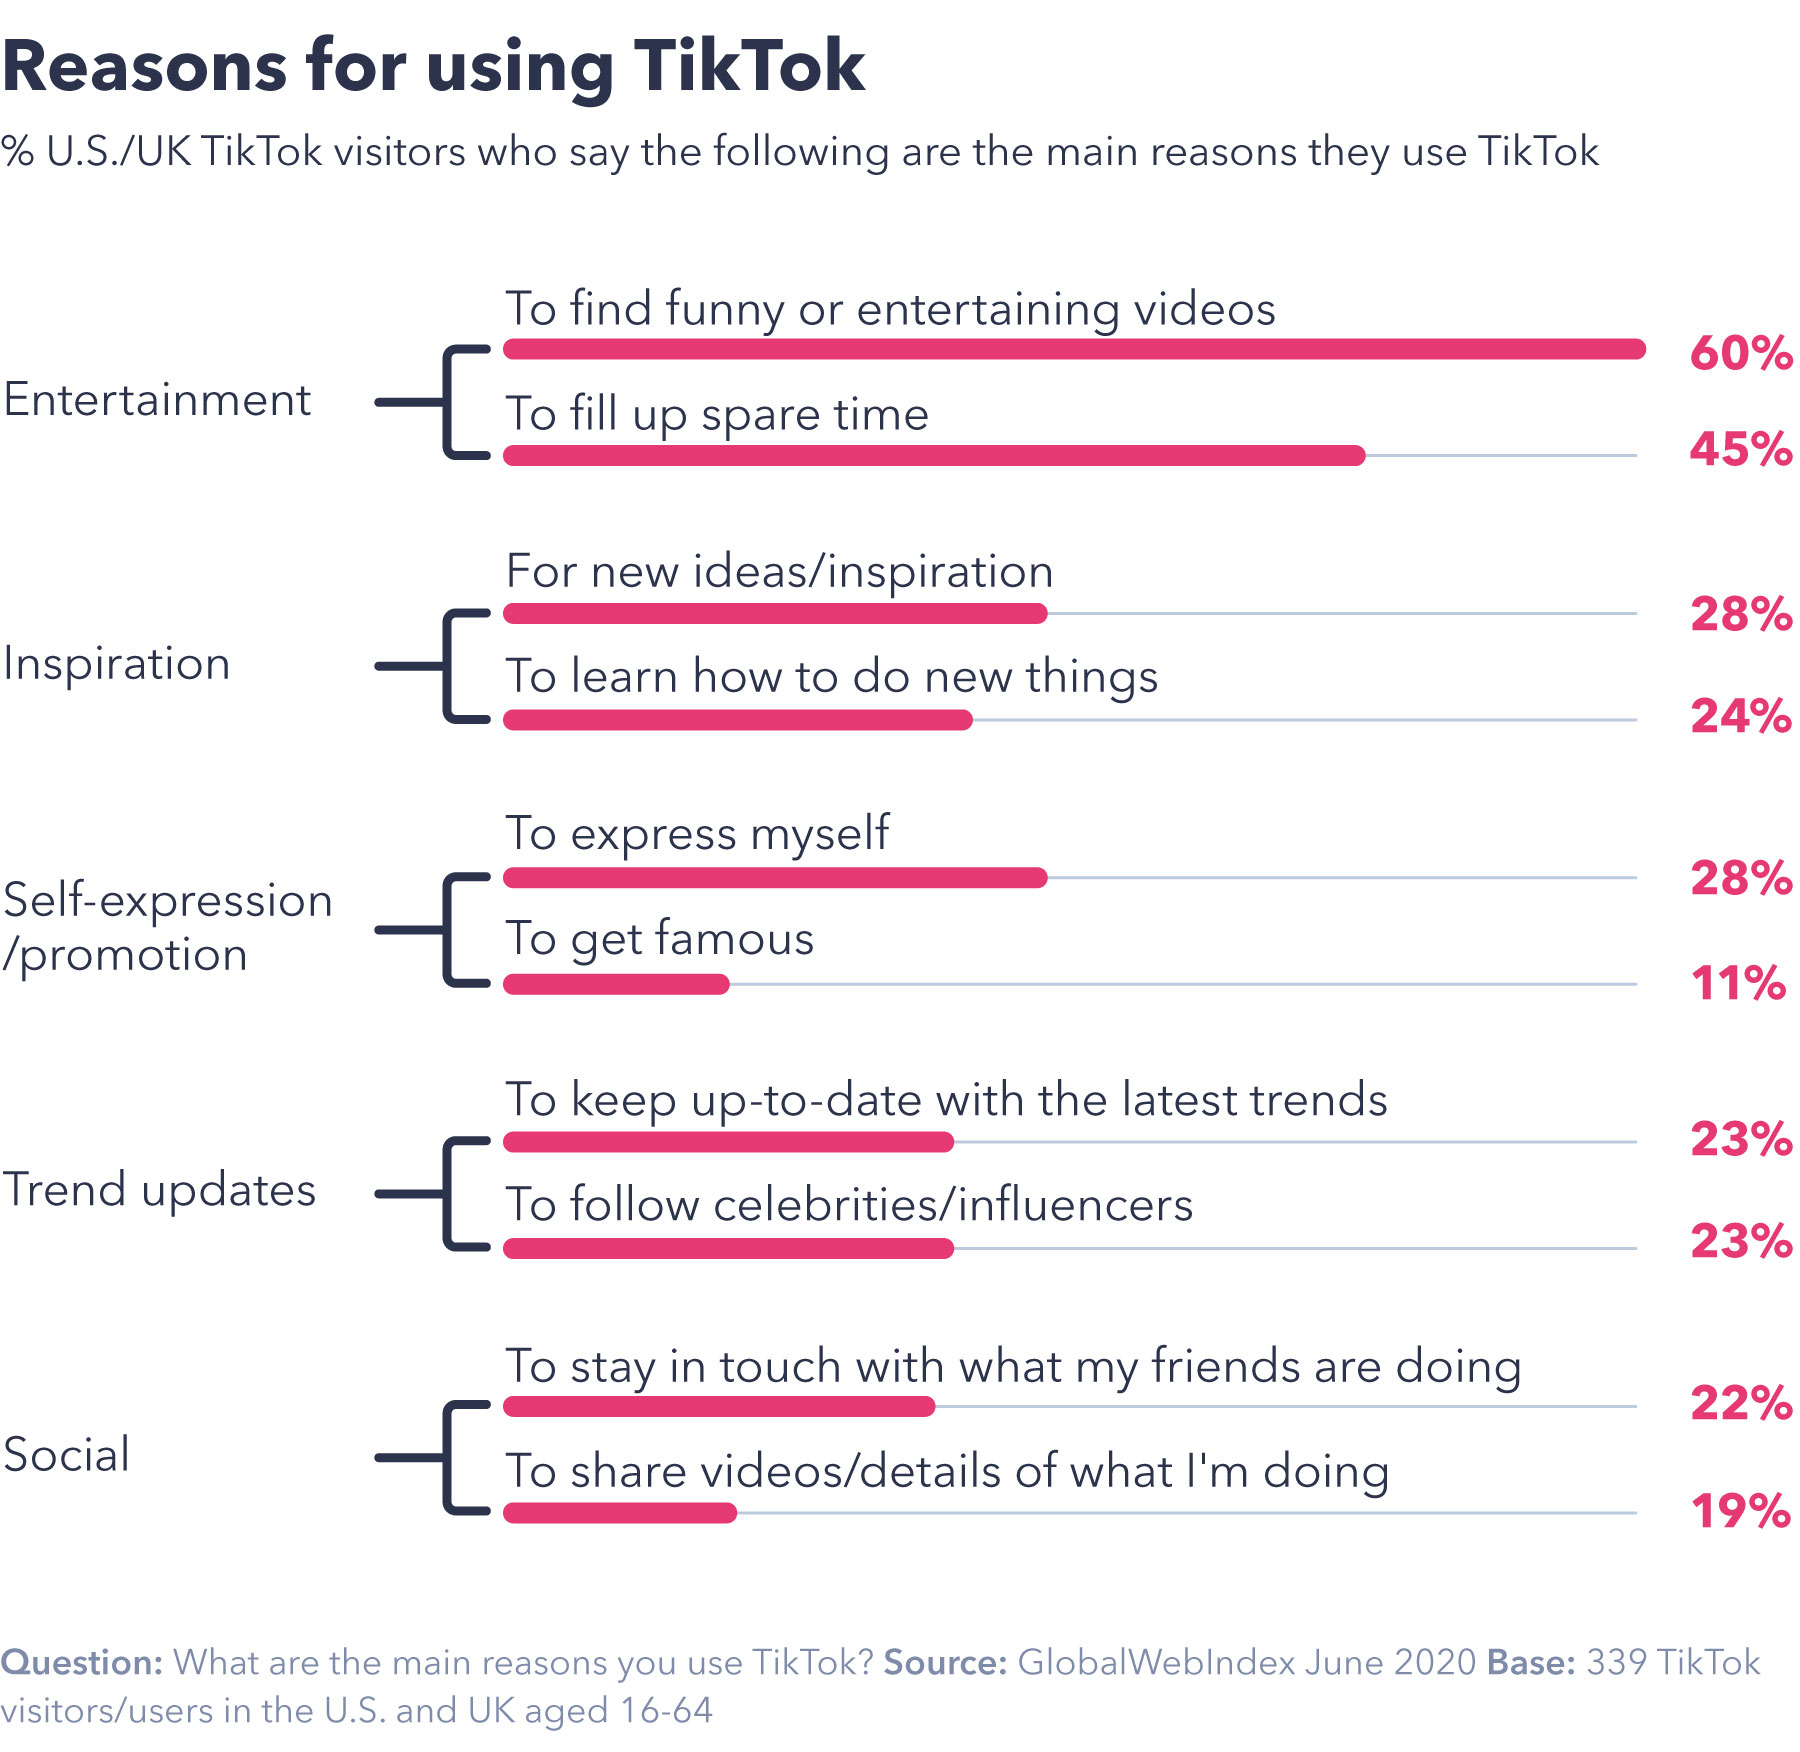 Reasons for using TikTok
% U.S./UK TikTok visitors who say the following are the main reasons they use TikTok
Entertainment
To find funny or entertaining videos
60%
To fill up spare time
45%
Inspiration
For new ideas/inspiration
28%
To learn how to do new things
24%
Self-expression
/promotion
To express myself
28%
To get famous
11%
Trend updates
To keep up-to-date with the latest trends
23%
To follow celebrities/influencers
23%
Social
To stay in touch with what my friends are doing
22%
To share videos/details of what I'm doing
19%
Question: What are the main reasons you use TikTok? Source: GlobalWebIndex June 2020 Base: 339 TikTok
visitors/users in the U.S. and UK aged 16-64